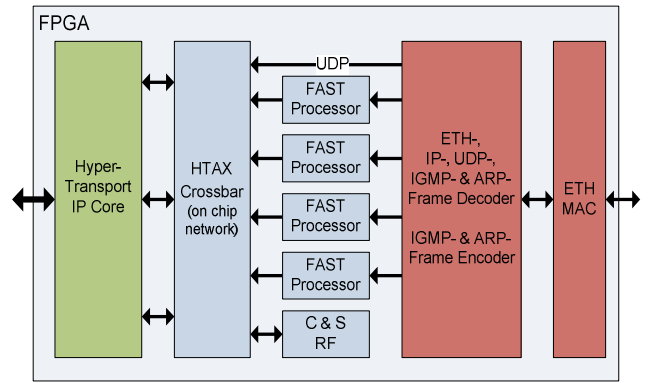 FPGA
Hyper-
Transport
IP Core
HTAX
Crossbar
(on chip
network)
UDP
FAST
Processor
FAST
Processor
FAST
Processor
FAST
Processor
C & S
RF
ETH-,
IP-, UDP-,
IGMP- & ARP-
Frame Decoder
IGMP- & ARP-
Frame Encoder
ETH
MAC